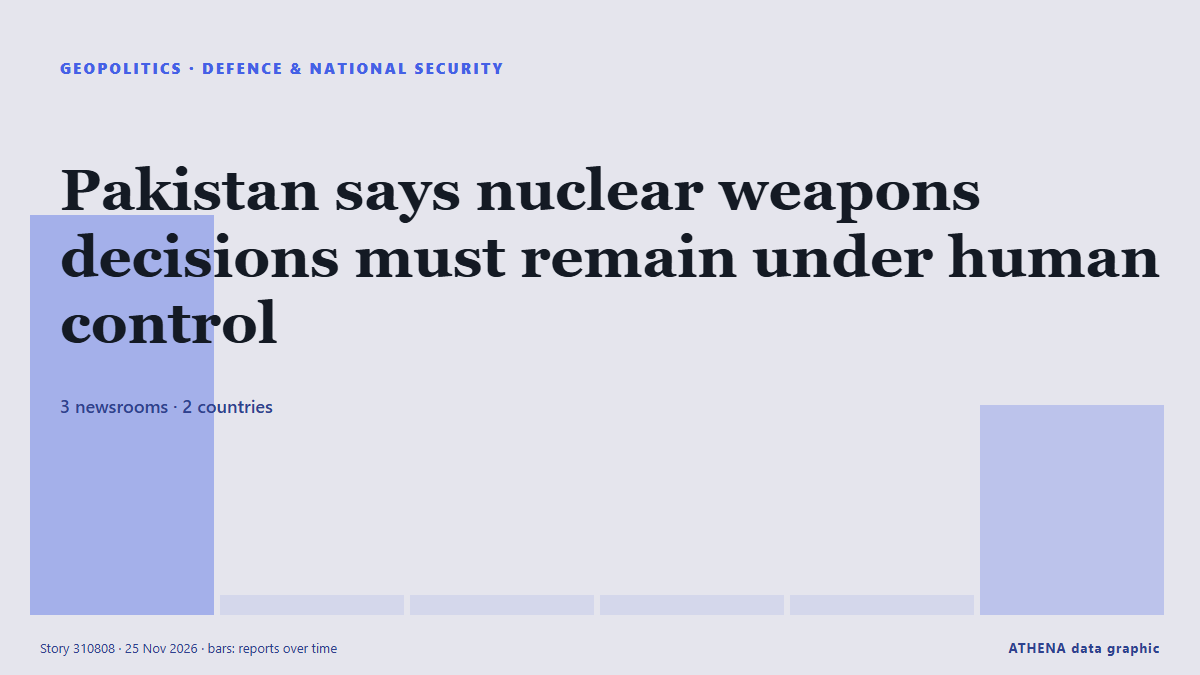 GEOPOLITICS · DEFENCE & NATIONAL SECURITY
Pakistan says nuclear weapons
decisions must remain under human
control
3 newsrooms · 2 countries
Story 310808 · 25 Nov 2026 · bars: reports over time
ATHENA data graphic